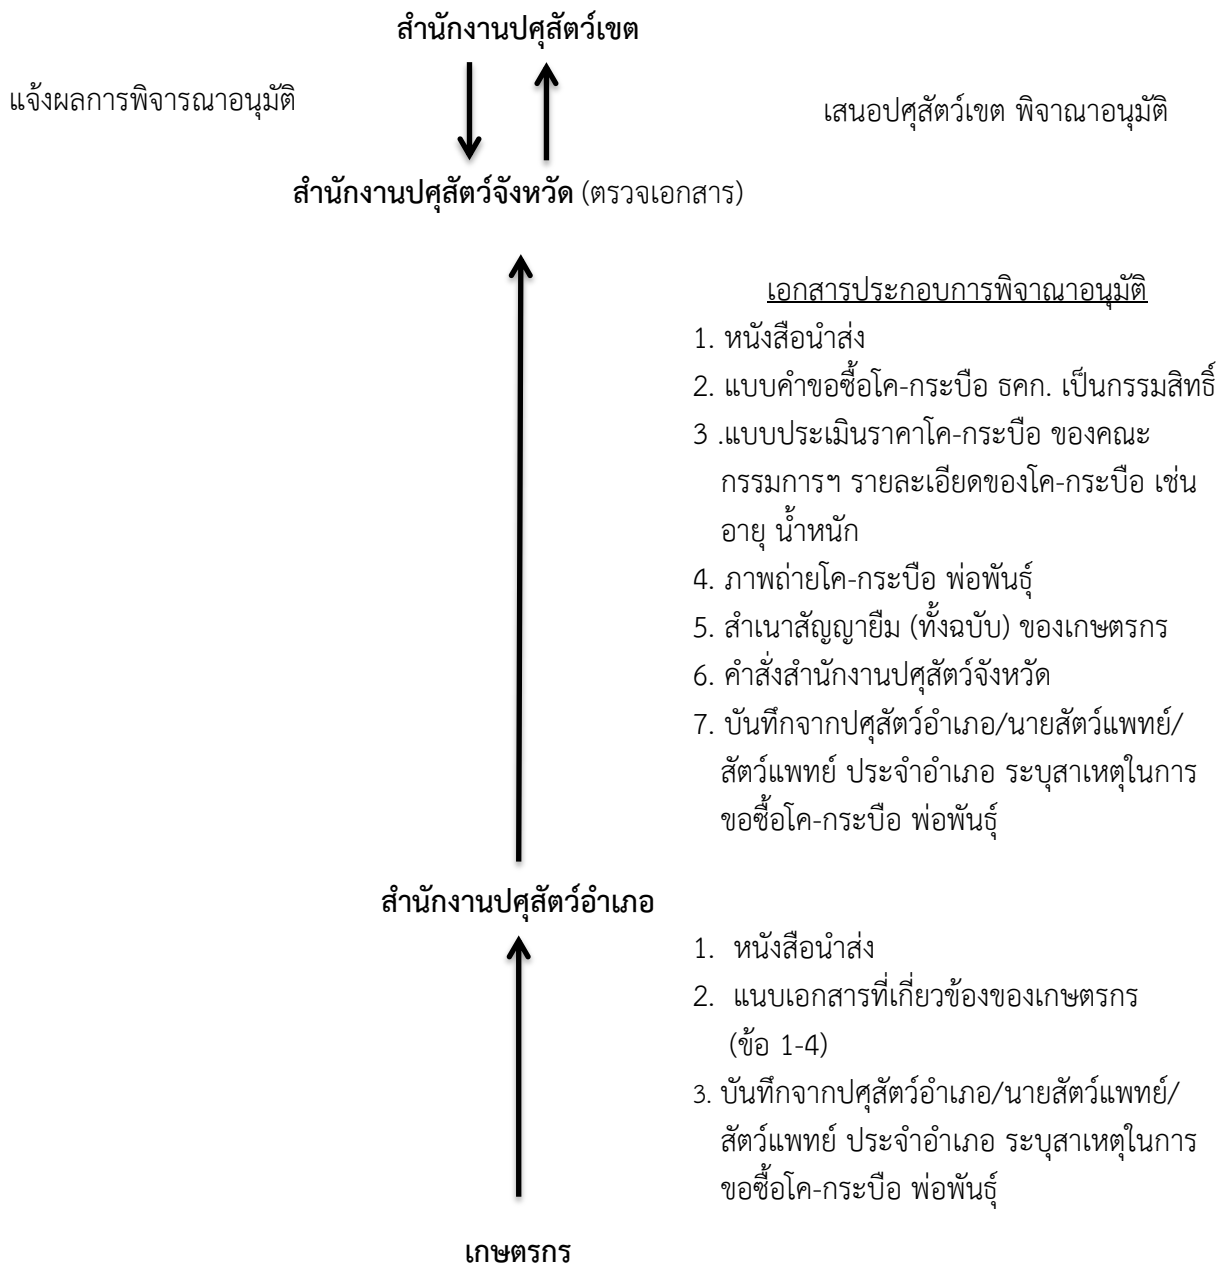 สำนักงานปศุสัตว์เขต
แจ้งผลการพิจารณาอนุมัติ
เสนอปศุสัตว์เขต พิจาณาอนุมัติ
สำนักงานปศุสัตว์จังหวัด (ตรวจเอกสาร)
เอกสารประกอบการพิจาณาอนุมัติ
1. หนังสือนำส่ง
2. แบบคำขอซื้อโค-กระบือ ธคก. เป็นกรรมสิทธิ์
3 .แบบประเมินราคาโค-กระบือ ของคณะ
กรรมการฯ รายละเอียดของโค-กระบือ เช่น
อายุ น้ำหนัก
4. ภาพถ่ายโค-กระบือ พ่อพันธุ์
5. สำเนาสัญญายืม (ทั้งฉบับ) ของเกษตรกร
6. คำสั่งสำนักงานปศุสัตว์จังหวัด
7. บันทึกจากปศุสัตว์อำเภอ/นายสัตว์แพทย์/
สัตว์แพทย์ ประจำอำเภอ ระบุสาเหตุในการ
ขอซื้อโค-กระบือ พ่อพันธุ์
สำนักงานปศุสัตว์อำเภอ
1. หนังสือนำส่ง
2. แนบเอกสารที่เกี่ยวข้องของเกษตรกร
(ข้อ 1-4)
3. บันทึกจากปศุสัตว์อำเภอ/นายสัตว์แพทย์/
สัตว์แพทย์ ประจำอำเภอ ระบุสาเหตุในการ
ขอซื้อโค-กระบือ พ่อพันธุ์
เกษตรกร